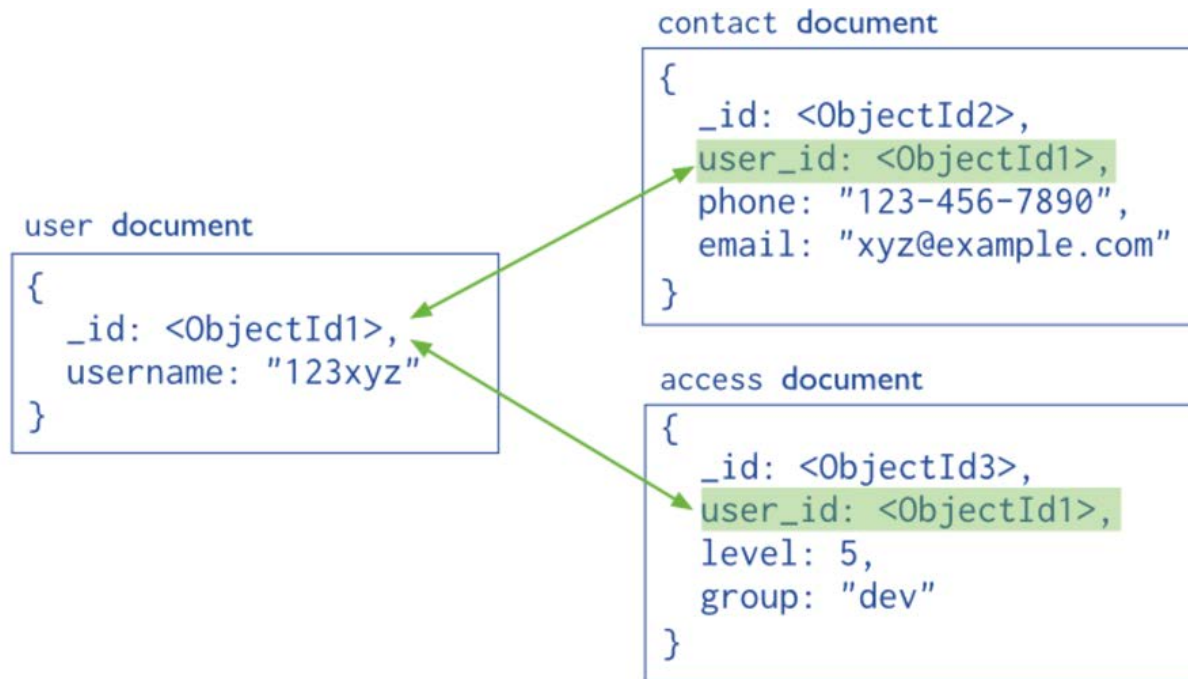 contact document
{
_id: <ObjectId2>,
user_id: <ObjectId1>,
phone: "123-456-7890",
email: "xyz@example.com"
}
user document
{
_id: <ObjectId1>,
username: "123xyz"
}
access document
{
_id: <ObjectId3>,
user_id: <ObjectId1>,
level: 5,
group: "dev"
}